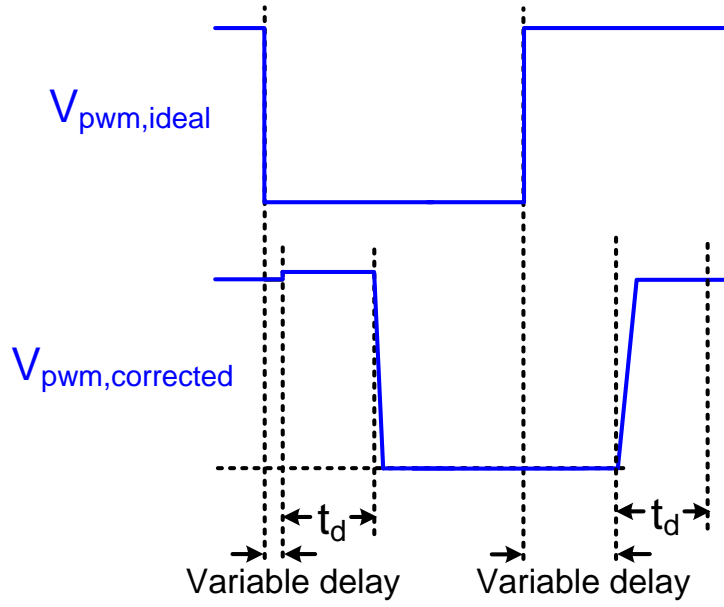 Vpwm,ideal
Vpwm,corrected
td
td
Variable delay
Variable delay